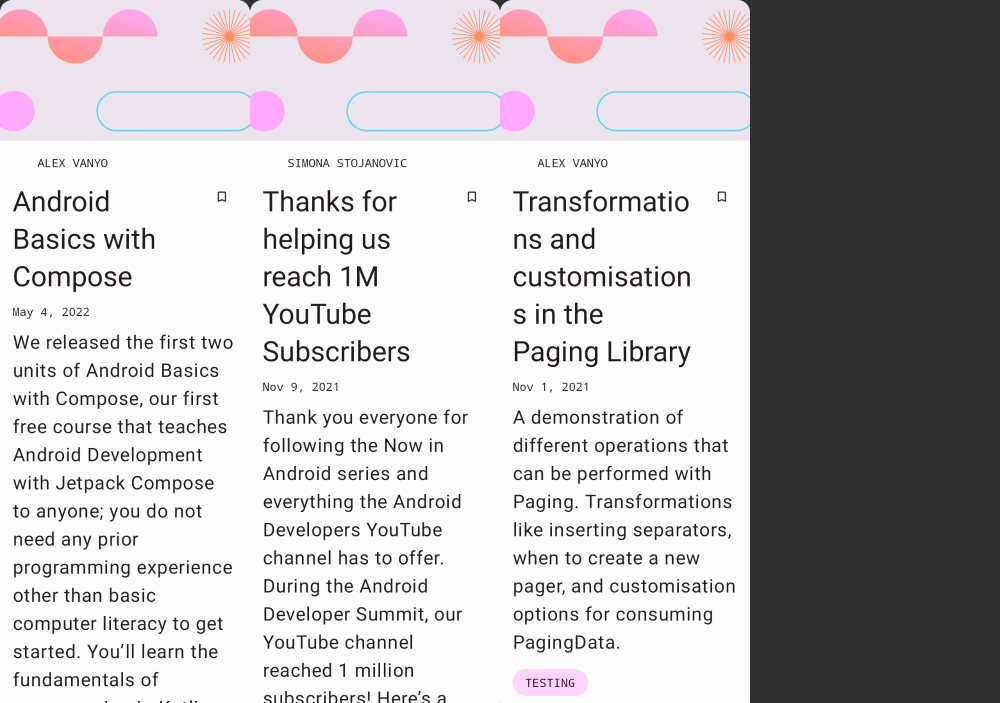 ALEX VANYO
Android
Basics with
Compose
May 4, 2022
We released the first two
units of Android Basics
with Compose, our first
free course that teaches
Android Development
with Jetpack Compose
to anyone; you do not
need any prior
programming experience
other than basic
computer literacy to get
started. You’ll learn the
fundamentals of
SIMONA STOJANOVIC
Thanks for
helping us
reach 1M
YouTube
Subscribers
Nov 9, 2021
Thank you everyone for
following the Now in
Android series and
everything the Android
Developers YouTube
channel has to offer.
During the Android
Developer Summit, our
YouTube channel
reached 1 million
subscribers! Here’s a
ALEX VANYO
Transformatio
ns and
customisation
s in the
Paging Library
Nov 1, 2021
A demonstration of
different operations that
can be performed with
Paging. Transformations
like inserting separators,
when to create a new
pager, and customisation
options for consuming
PagingData.
TESTING